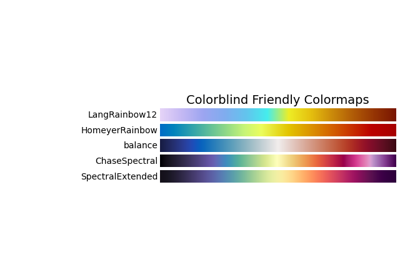 Colorblind Friendly Colormaps
LangRainbow12
HomeyerRainbow
balance
ChaseSpectral
SpectralExtended